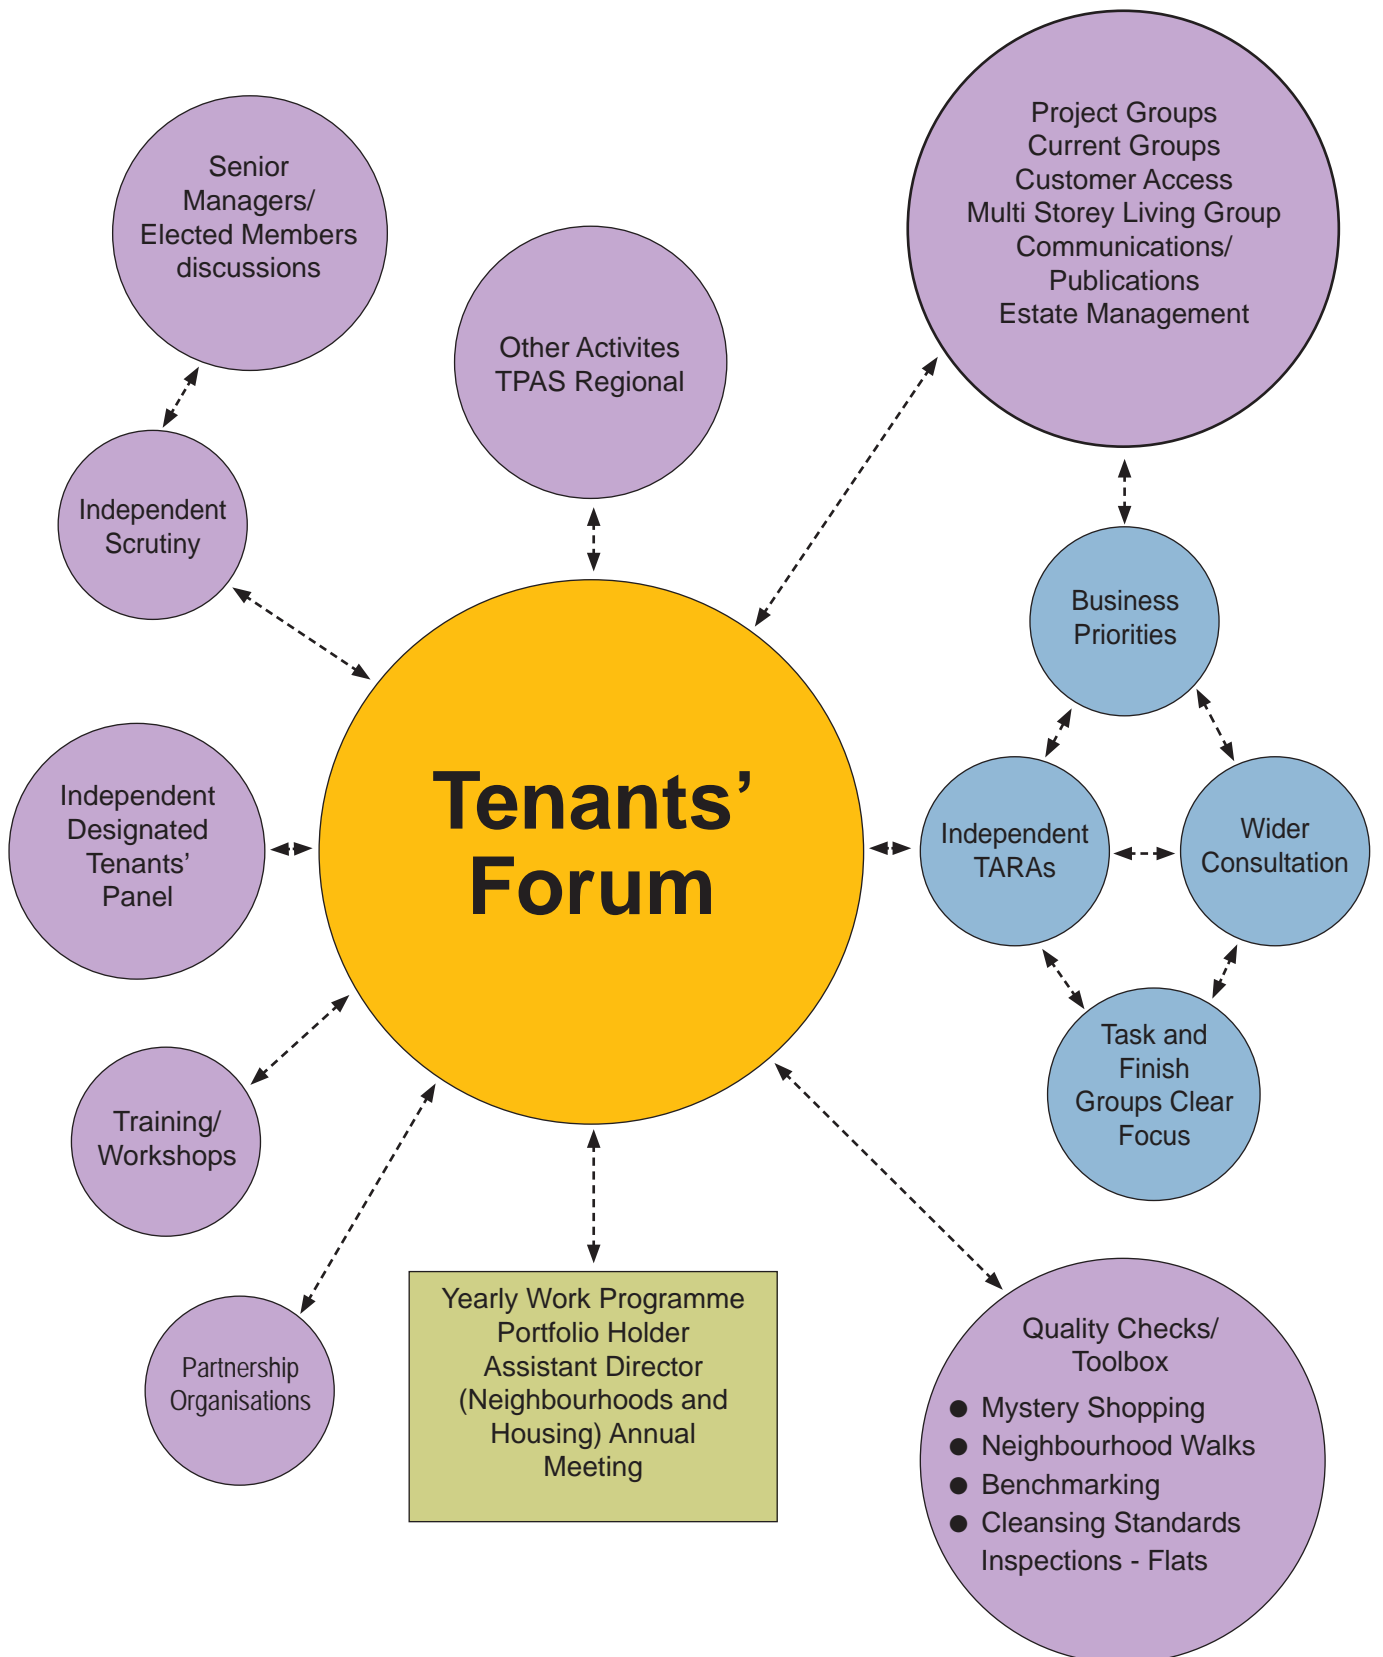 Project Groups
Current Groups
Customer Access
Multi Storey Living Group
Communications/
Publications
Estate Management
Senior
Managers/
Elected Members
discussions
Other Activites
TPAS Regional
Independent
Scrutiny
Business
Priorities
Independent
Designated
Tenants’
Panel
Tenants’
Forum
Independent
TARAs
Wider
Consultation
Task and
Finish
Groups Clear
Focus
Training/
Workshops
Partnership
Organisations
Yearly Work Programme
Portfolio Holder
Assistant Director
(Neighbourhoods and
Housing) Annual
Meeting
Quality Checks/
Toolbox
● Mystery Shopping
● Neighbourhood Walks
● Benchmarking
● Cleansing Standards
Inspections - Flats